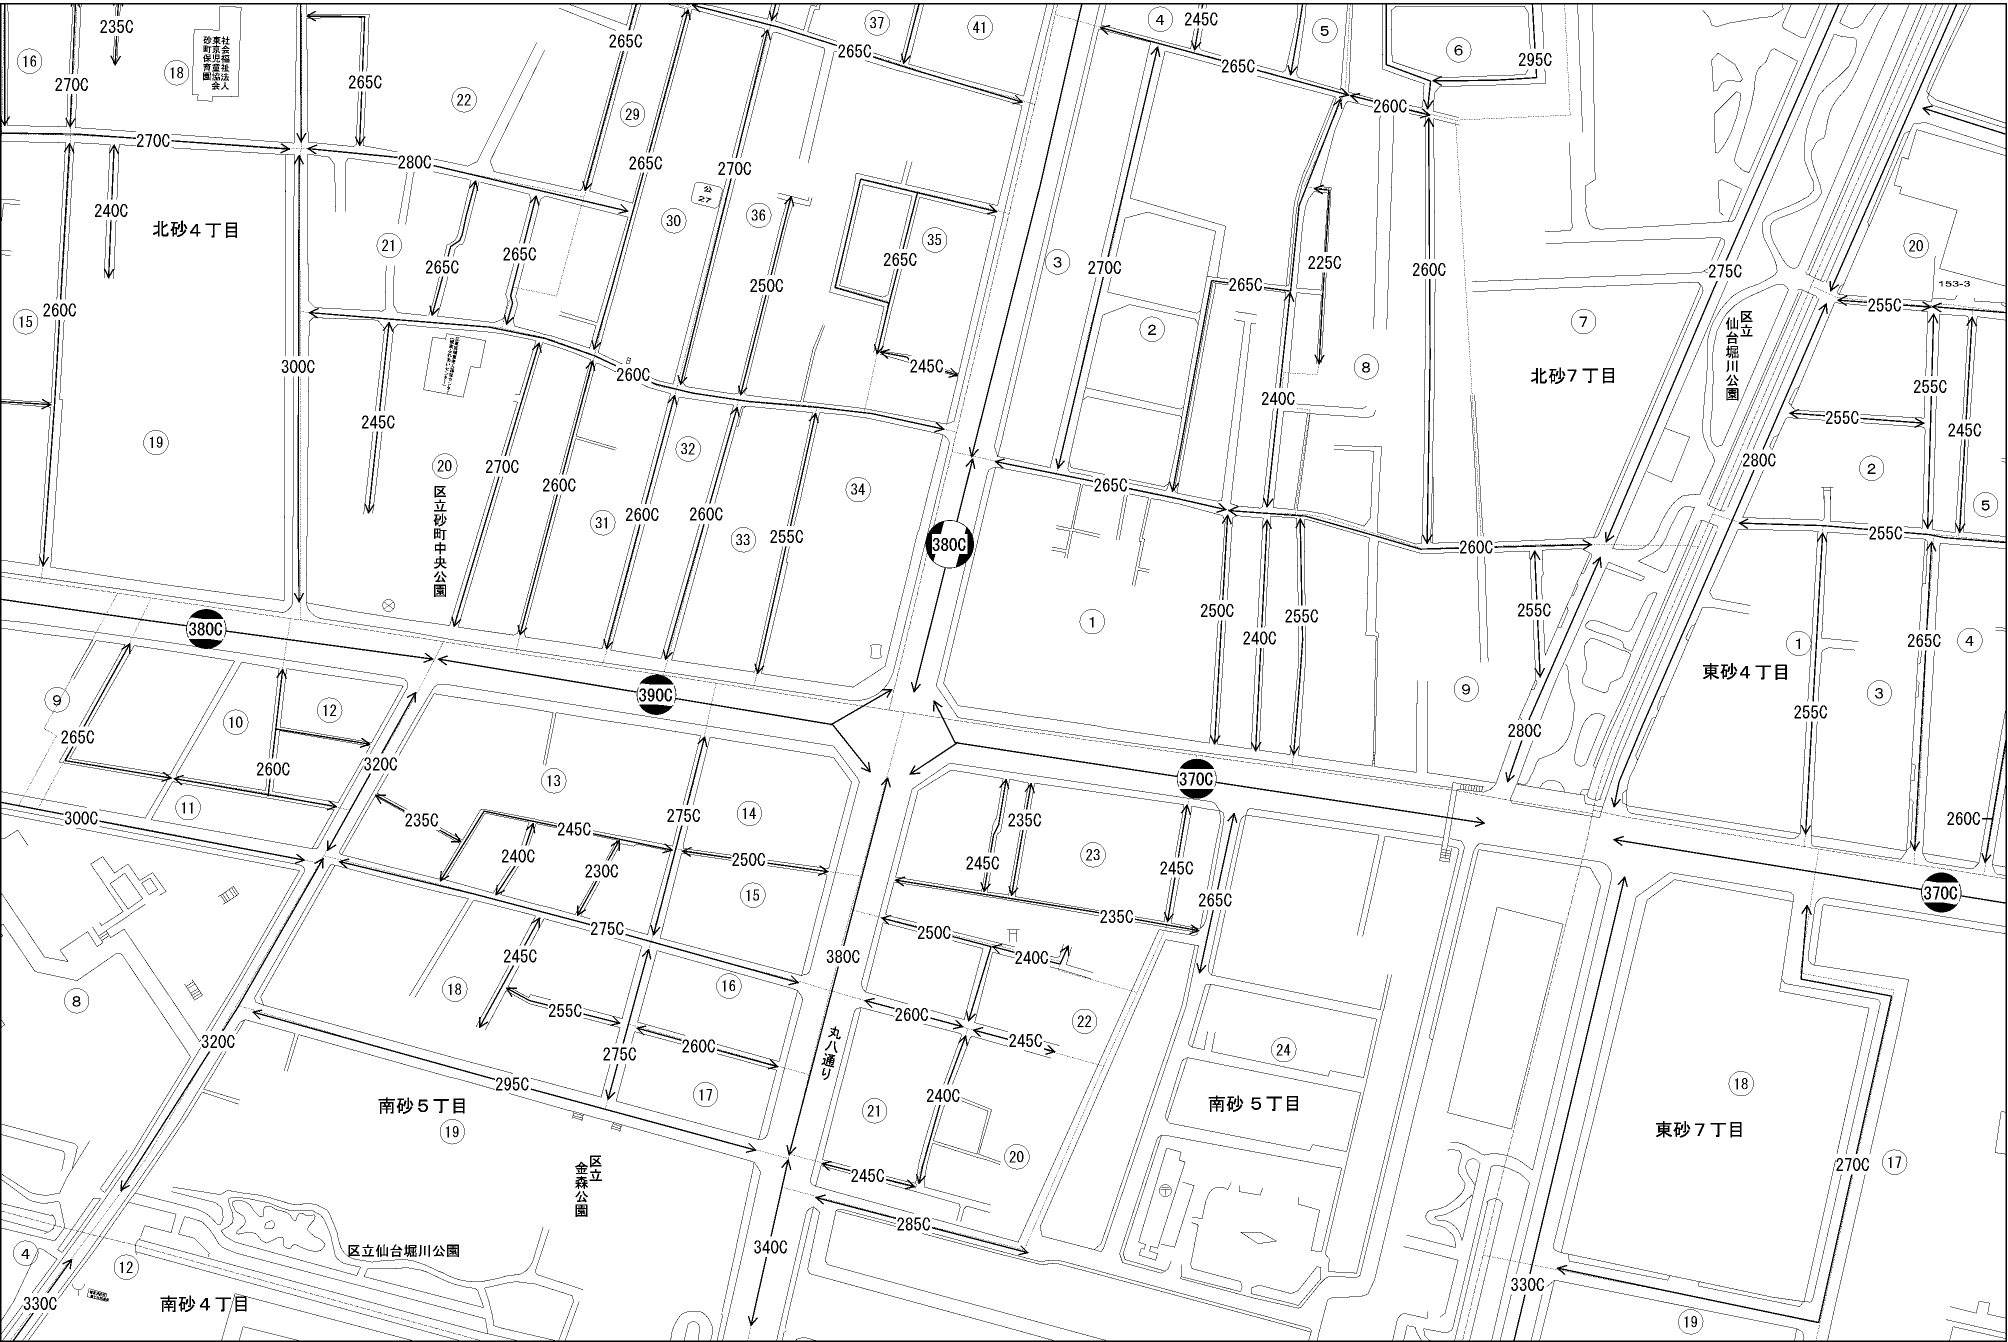 235C
37
41
4
245C
5
6
16
社会福祉法人
東京児童協会
砂町保育園
18
265C
265C
265C
265C
295C
270C
22
260C
29
270C
280C
265C
270C
公
27
240C
北砂4丁目
30
36
35
20
21
265C
265C
265C
3
270C
225C
260C
275C
250C
265C
153-3
15
260C
255C
2
7
区立
仙台堀川公園
300C
260C
245C
8
北砂7丁目
255C
240C
255C
245C
19
245C
32
280C
20
270C
34
265C
2
区立砂町中央公園
260C
5
260C
260C
31
33
255C
380C
260C
255C
250C
240C
255C
255C
1
380C
1
265C
4
東砂4丁目
390C
9
3
9
12
10
265C
255C
280C
320C
260C
13
370C
11
14
275C
300C
235C
245C
235C
260C
240C
250C
245C
23
245C
230C
15
265C
370C
235C
275C
250C
245C
380C
240C
18
16
8
255C
260C
22
320C
丸八通り
245C
275C
260C
24
295C
17
240C
18
南砂5丁目
21
南砂5丁目
19
東砂7丁目
区立
金森公園
20
270C
17
245C
285C
340C
区立仙台堀川公園
4
12
330C
330C
南砂4丁目
19